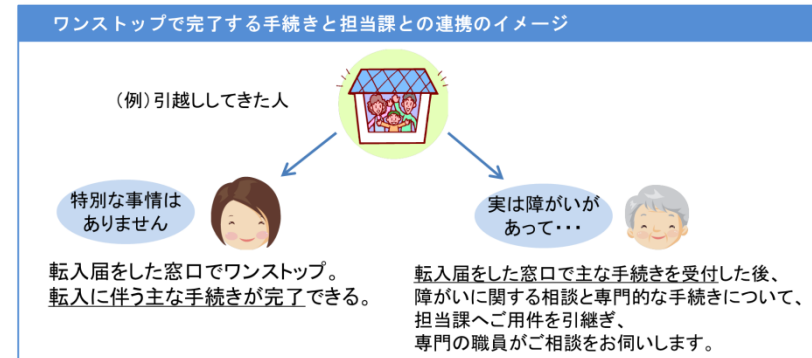 ワンストップで完了する手続きと担当課との連携のイメージ
（例）引越ししてきた人
特別な事情は
ありません
転入届をした窓口でワンストップ。
転入に伴う主な手続きが完了できる。
実は障がいが
あって・・・
転入届をした窓口で主な手続きを受付した後、
障がいに関する相談と専門的な手続きについて、
担当課へご用件を引継ぎ、
専門の職員がご相談をお伺いします。